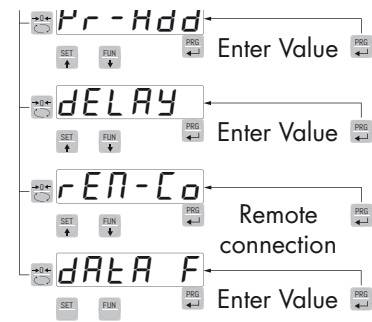 Pr-Add
Enter Value
PRG
SET
FUN
PRG
dELAY
Enter Value
PRG
SET
FUN
PRG
rEM-Co
Remote
connection
PRG
SET
FUN
PRG
dAtA F
Enter Value
PRG
SET
FUN
PRG